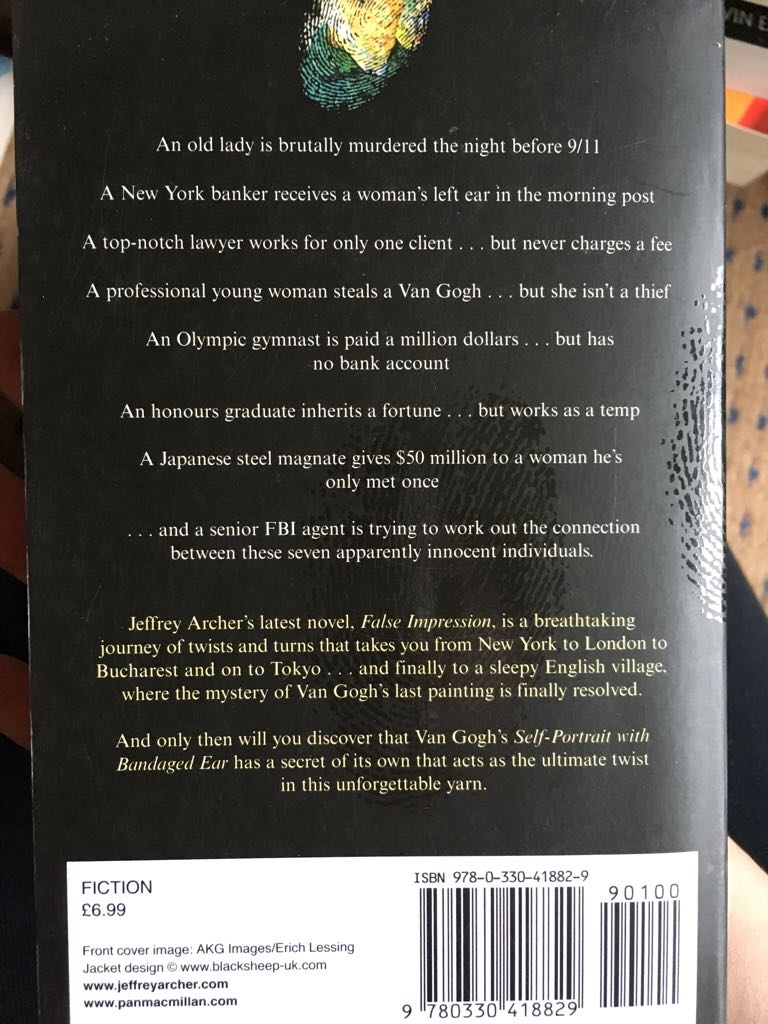 An old lady is brutally murdered the night before 9/11
A New York banker receives a woman's left ear in the morning post
A top-notch lawyer works for only one client . . . but never charges a fee
A professional young woman steals a Van Gogh . . . but she isn't a thief
An Olympic gymnast is paid a million dollars . . . but has
no bank account
An honours graduate inherits a fortune . . . but works as a temp
A Japanese steel magnate gives $50 million to a woman he's
only met once
. . . and a senior FBI agent is trying to work out the connection
between these seven apparently innocent individuals.
Jeffrey Archer's latest novel, False Impression, is a breathtaking
journey of twists and turns that takes you from New York to London to
Bucharest and on to Tokyo . . . and finally to a sleepy English village,
where the mystery of Van Gogh's last painting is finally resolved.
And only then will you discover that Van Gogh's Self-Portrait with
Bandaged Ear has a secret of its own that acts as the ultimate twist
in this unforgettable yarn.
FICTION
£6.99
Front cover image: AKG Images/Erich Lessing
Jacket design © www.blacksheep-uk.com
www.jeffreyarcher.com
www.panmacmillan.com
ISBN 978-0-330-41882-9
90100
9 780330 418829